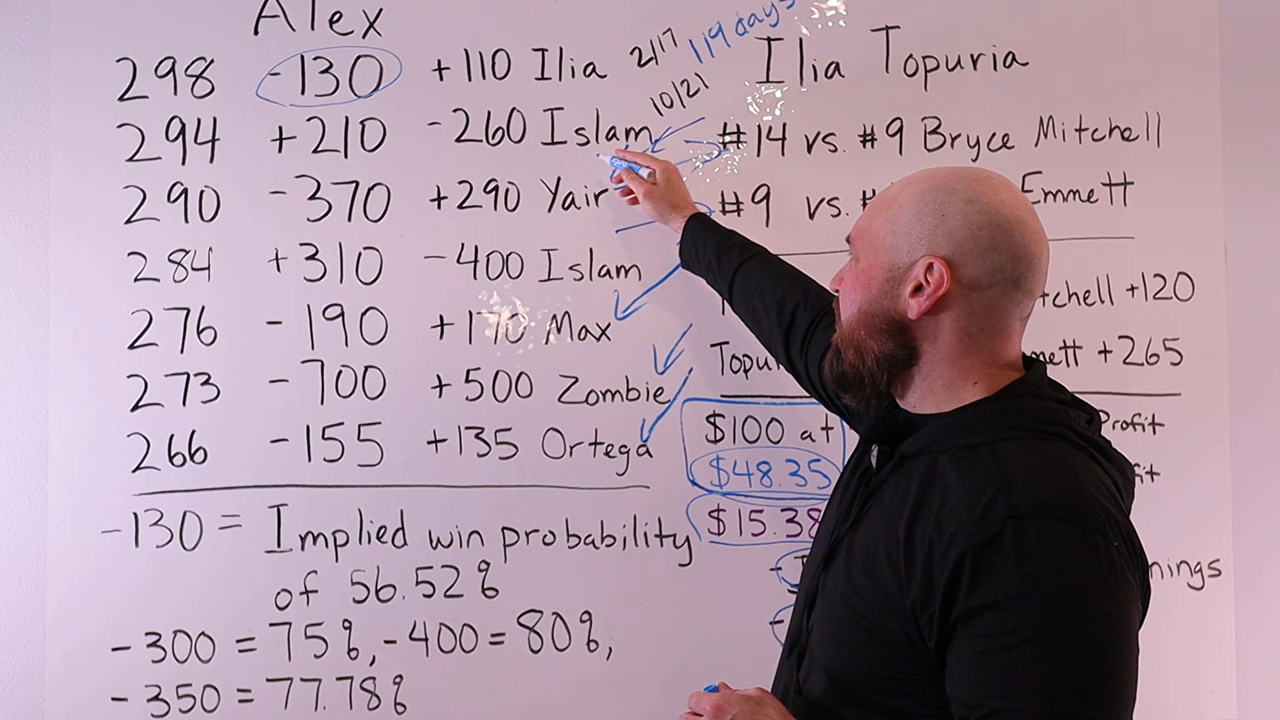 Alex
298 -130 +110 Ilia 2/17 119 days
294 +210 -260 Islam 10/21
290 -370 +290 Yair
284 +310 -400 Islam
276 -190 +170 Max
273 -700 +500 Zombie
266 -155 +135 Ortega
-130 = Implied win probability
of 56.52%
-300 = 75%, -400 = 80%,
-350 = 77.78%
Ilia Topuria
#14 vs. #9 Bryce Mitchell
#9 vs. # Emmett
tchell +120
Topu mett +265
$100 at Profit
$48.35 it
$15.38
nings